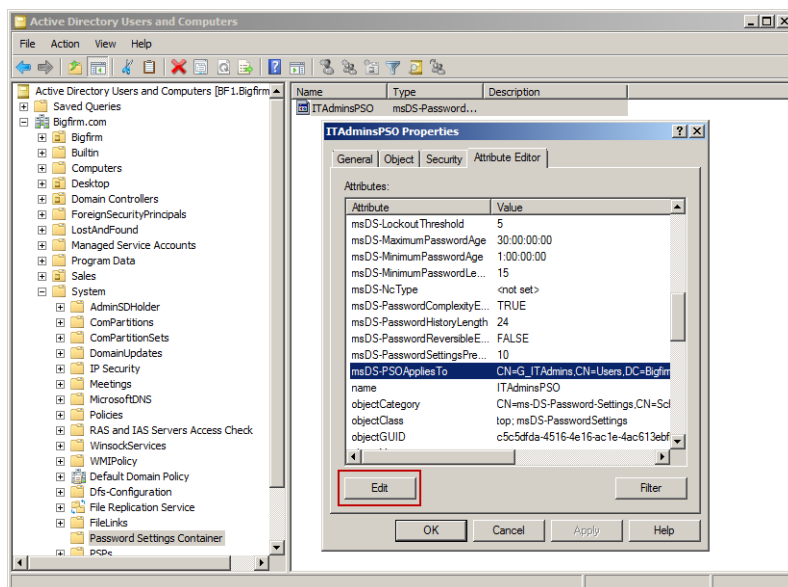 Active Directory Users and Computers
File Action View Help
Active Directory Users and Computers [BF1.Bigfirm
Saved Queries
Bigfirm.com
Bigfirm
Builtin
Computers
Desktop
Domain Controllers
ForeignSecurityPrincipals
LostAndFound
Managed Service Accounts
Program Data
Sales
System
AdminSDHolder
ComPartitions
ComPartitionSets
DomainUpdates
IP Security
Meetings
MicrosoftDNS
Policies
RAS and IAS Servers Access Check
WinsockServices
WMIPolicy
Default Domain Policy
Dfs-Configuration
File Replication Service
FileLinks
Password Settings Container
PSPs
Name Type Description
ITAdminsPSO msDS-Password...
ITAdminsPSO Properties
General Object Security Attribute Editor
Attributes:
Attribute Value
msDS-LockoutThreshold 5
msDS-MaximumPasswordAge 30:00:00:00
msDS-MinimumPasswordAge 1:00:00:00
msDS-MinimumPasswordLe... 15
msDS-NcType <not set>
msDS-PasswordComplexityE... TRUE
msDS-PasswordHistoryLength 24
msDS-PasswordReversibleE... FALSE
msDS-PasswordSettingsPre... 10
msDS-PSOAppliesTo CN=G_ITAdmins,CN=Users,DC=Bigfirm
name ITAdminsPSO
objectCategory CN=ms-DS-Password-Settings,CN=Scl
objectClass top; msDS-PasswordSettings
objectGUID c5c5dfda-4516-4e16-ac1e-4ac613ebf
Edit Filter
OK Cancel Apply Help